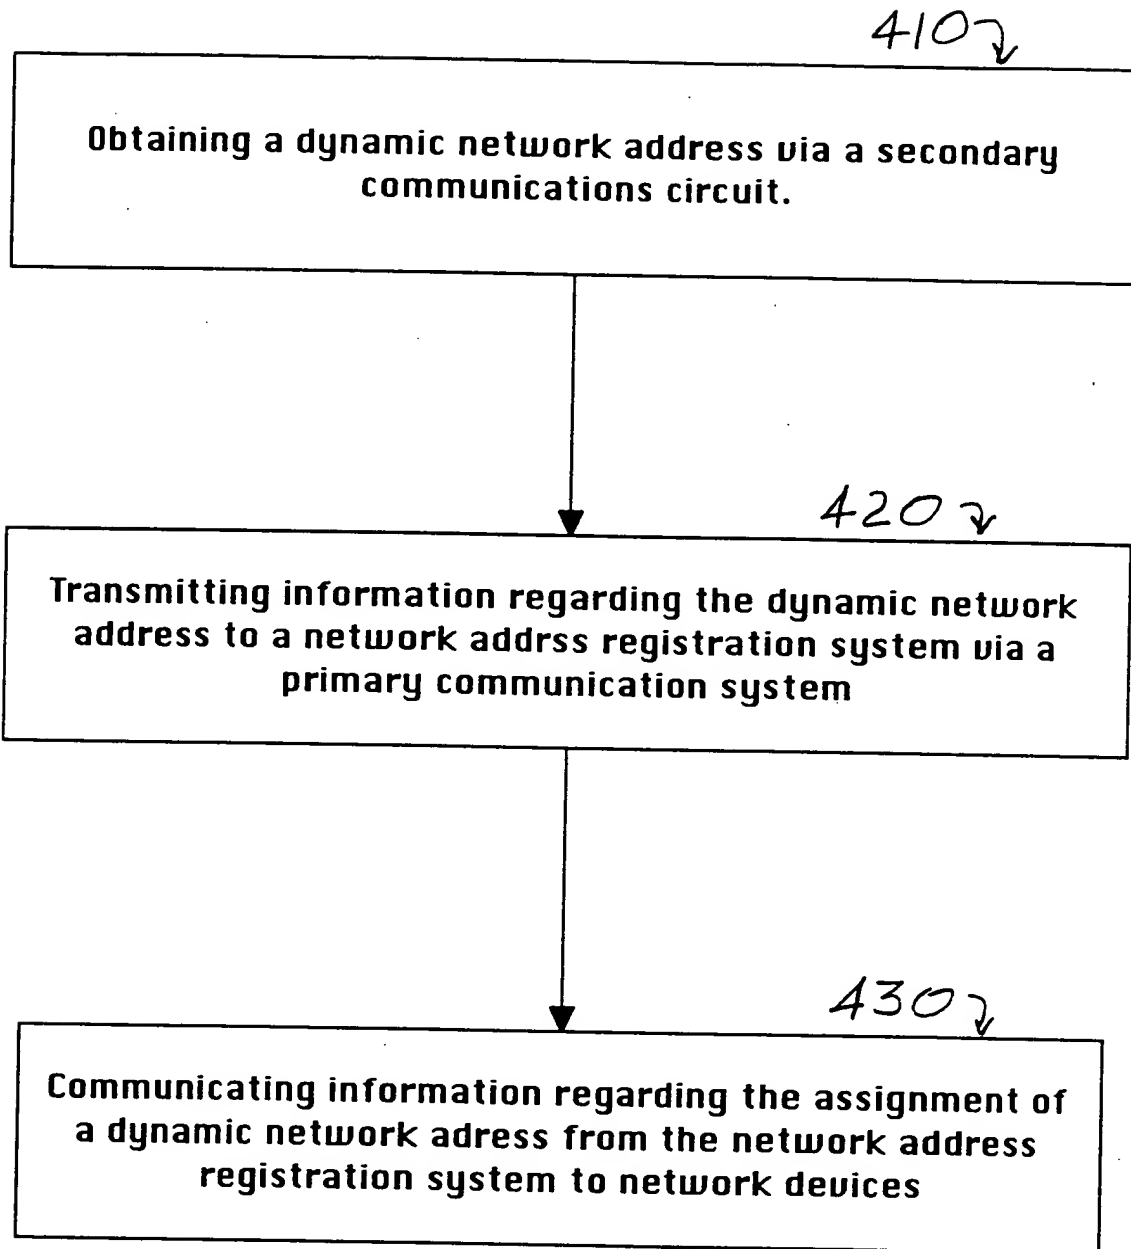 410
Obtaining a dynamic network address via a secondary
communications circuit.
420
Transmitting information regarding the dynamic network
address to a network addrss registration system via a
primary communication system
430
Communicating information regarding the assignment of
a dynamic network adress from the network address
registration system to network devices